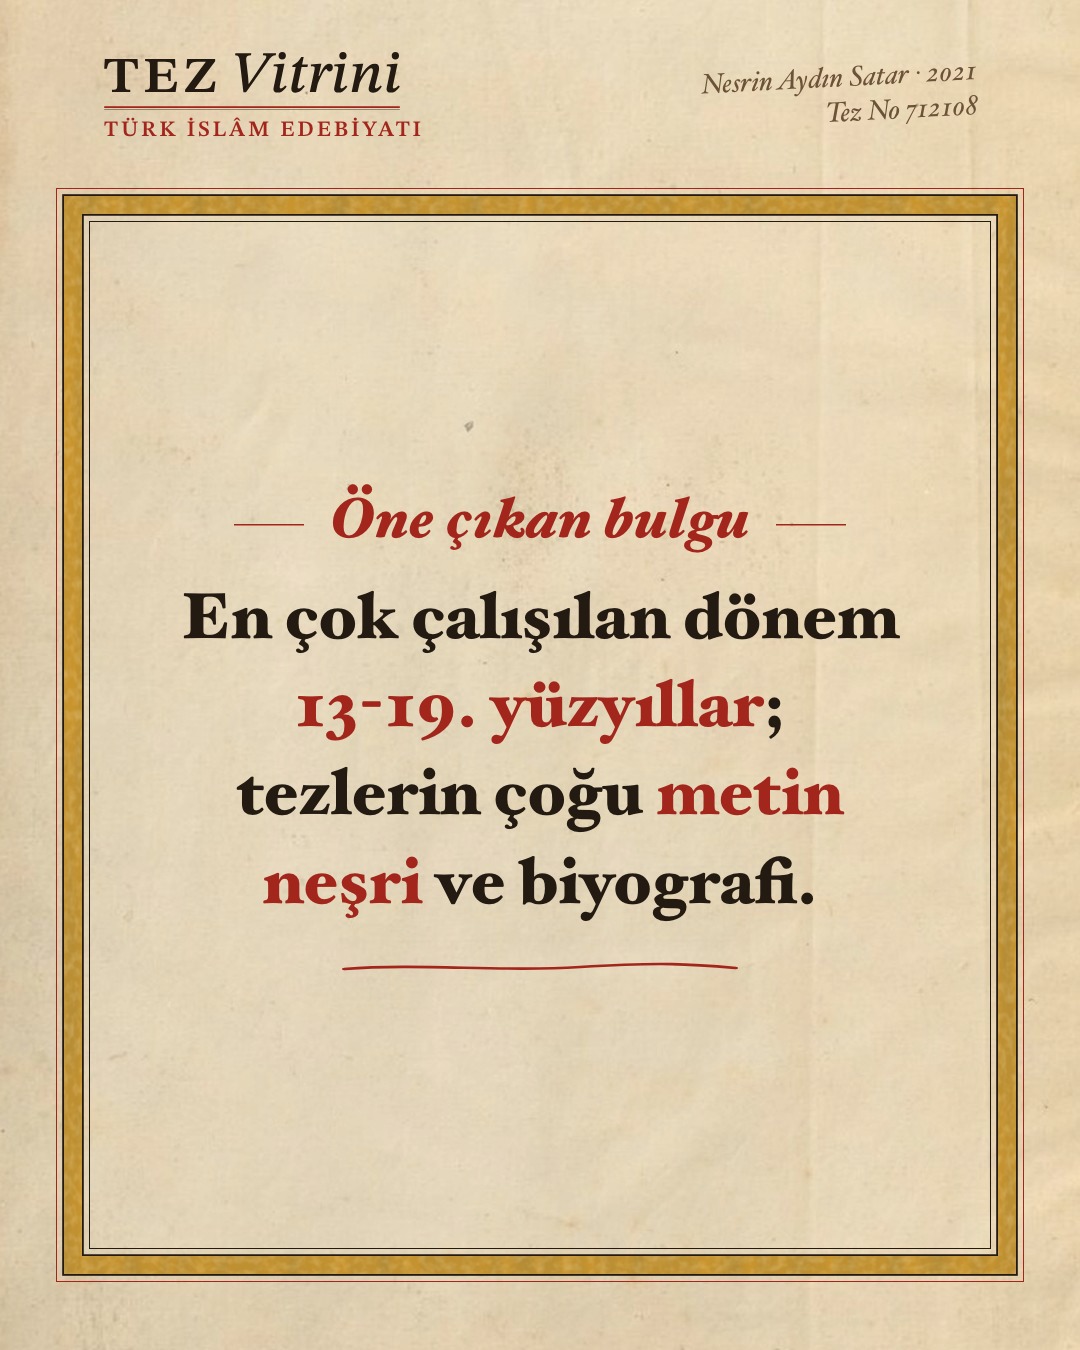 TEZ Vitrini
TÜRK İSLÂM EDEBİYATI
Nesrin Aydın Satar · 2021
Tez No 712108
Öne çıkan bulgu
En çok çalışılan dönem
13-19. yüzyıllar;
tezlerin çoğu metin
neşri ve biyografi.